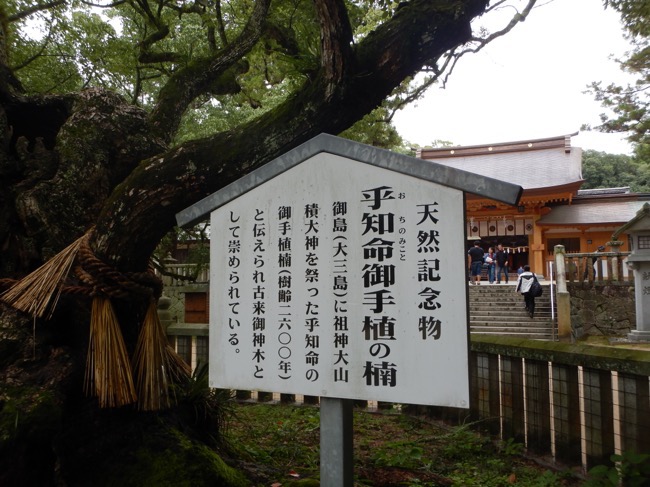 天然記念物
乎知命御手植の楠
お ちのみこと
御島(大三島)に祖神大山
積大神を祭った乎知命の
御手植楠(樹齢二六〇〇年)
と伝えられ古来御神木と
して崇められている。